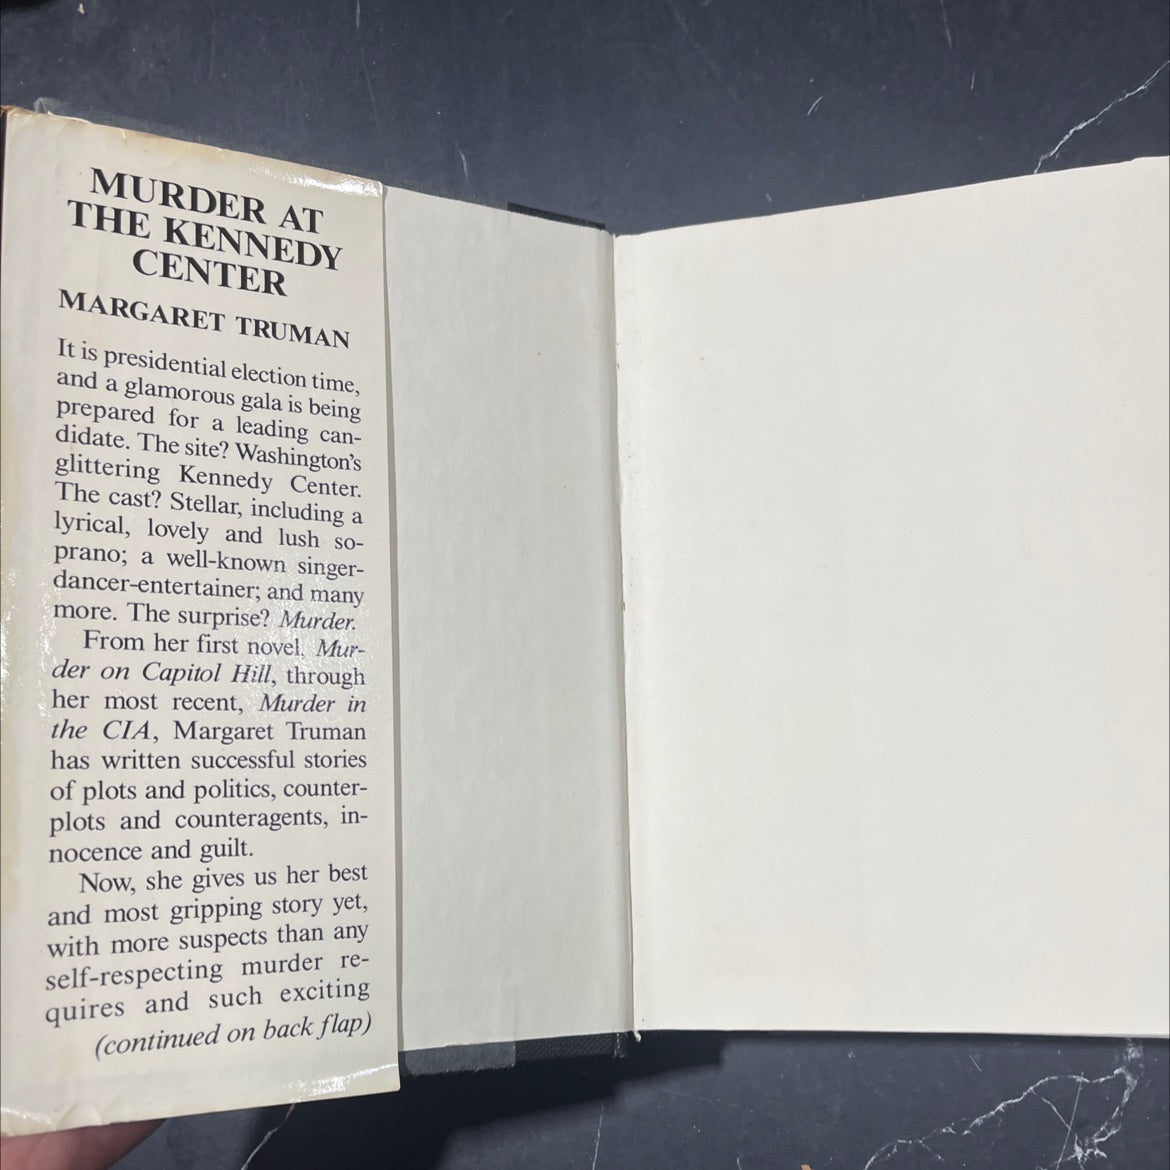 MURDER AT
THE KENNEDY
CENTER
MARGARET TRUMAN
It is presidential election time,
and a glamorous gala is being
prepared for a leading can-
didate. The site? Washington's
glittering Kennedy Center.
The cast? Stellar, including a
lyrical, lovely and lush so-
prano; a well-known singer-
dancer-entertainer; and many
more. The surprise? Murder.
From her first novel, Mur-
der on Capitol Hill, through
her most recent, Murder in
the CIA, Margaret Truman
has written successful stories
of plots and politics, counter-
plots and counteragents, in-
nocence and guilt.
Now, she gives us her best
and most gripping story yet,
with more suspects than any
self-respecting murder re-
quires and such exciting
(continued on back flap)